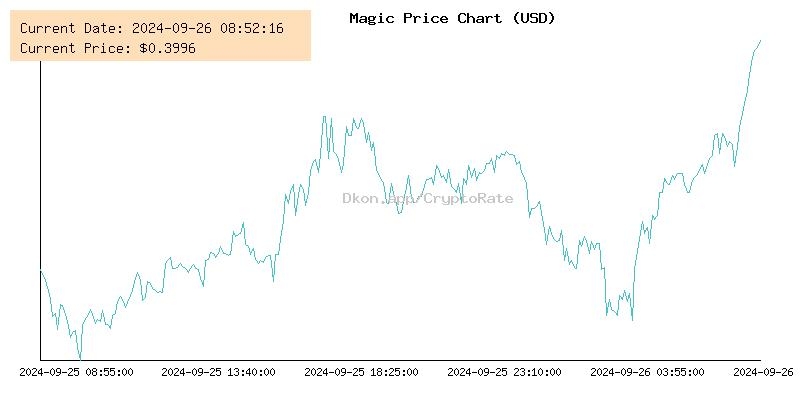 Magic Price Chart (USD)
Current Date: 2024-09-26 08:52:16
Current Price: $0.3996
Dkon.app/CryptoRate
2024-09-25 08:55:00 2024-09-25 13:40:00 2024-09-25 18:25:00 2024-09-25 23:10:00 2024-09-26 03:55:00 2024-09-26